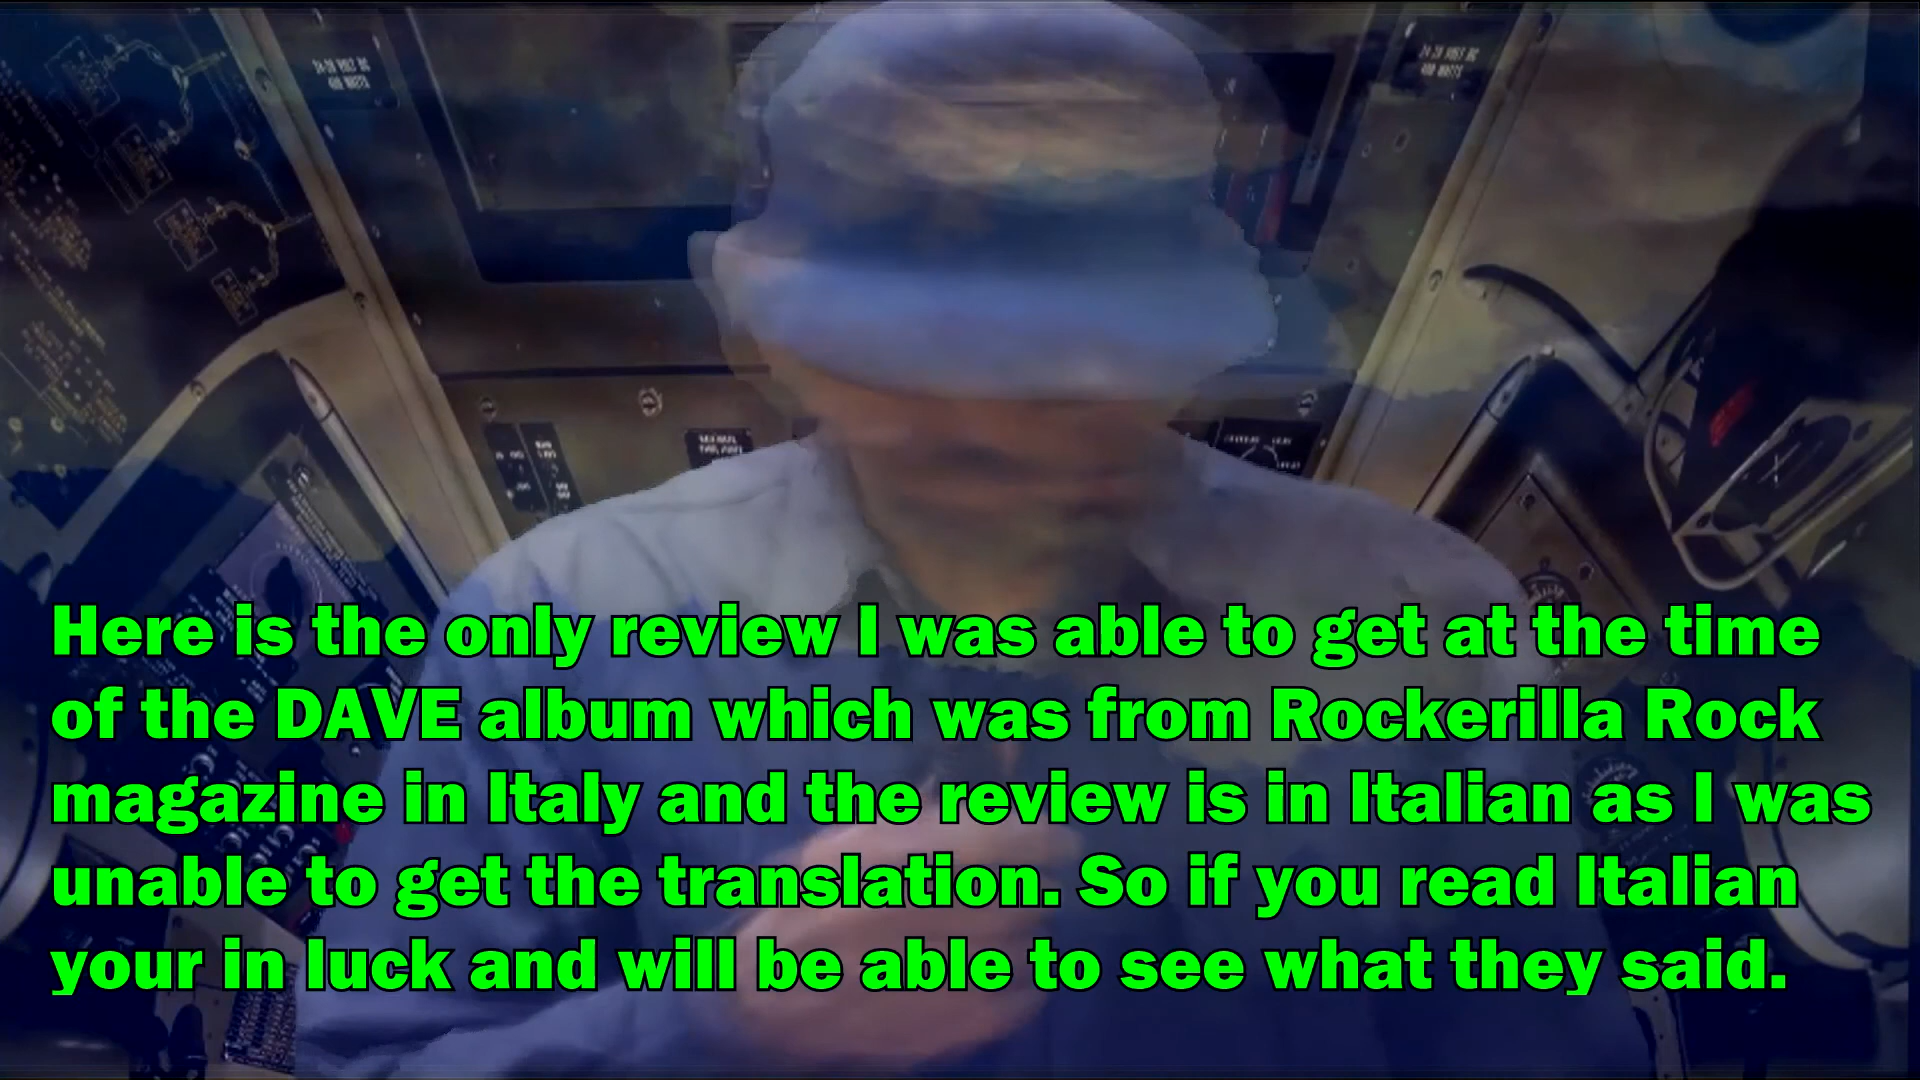 Here is the only review I was able to get at the time
of the DAVE album which was from Rockerilla Rock
magazine in Italy and the review is in Italian as I was
unable to get the translation. So if you read Italian
your in luck and will be able to see what they said.